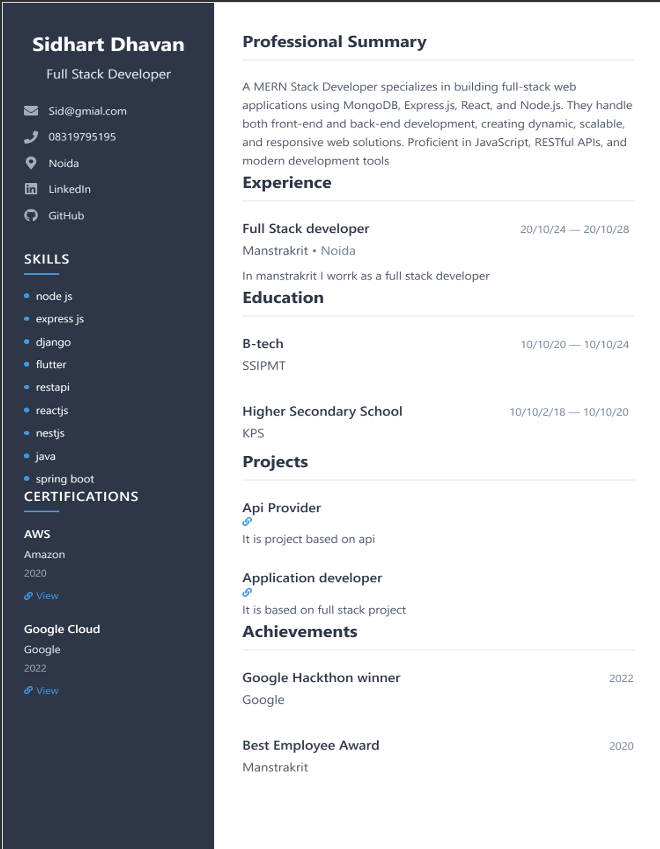 Sidhart Dhavan
Full Stack Developer
Sid@gmial.com
08319795195
Noida
LinkedIn
GitHub
SKILLS
node js
express js
django
flutter
restapi
reactjs
nestjs
java
spring boot
CERTIFICATIONS
AWS
Amazon
2020
View
Google Cloud
Google
2022
View
Professional Summary
A MERN Stack Developer specializes in building full-stack web
applications using MongoDB, Express.js, React, and Node.js. They handle
both front-end and back-end development, creating dynamic, scalable,
and responsive web solutions. Proficient in JavaScript, RESTful APIs, and
modern development tools
Experience
Full Stack developer 20/10/24 — 20/10/28
Manstrakrit • Noida
In manstrakrit I worrk as a full stack developer
Education
B-tech 10/10/20 — 10/10/24
SSIPMT
Higher Secondary School 10/10/2/18 — 10/10/20
KPS
Projects
Api Provider
It is project based on api
Application developer
It is based on full stack project
Achievements
Google Hackthon winner 2022
Google
Best Employee Award 2020
Manstrakrit